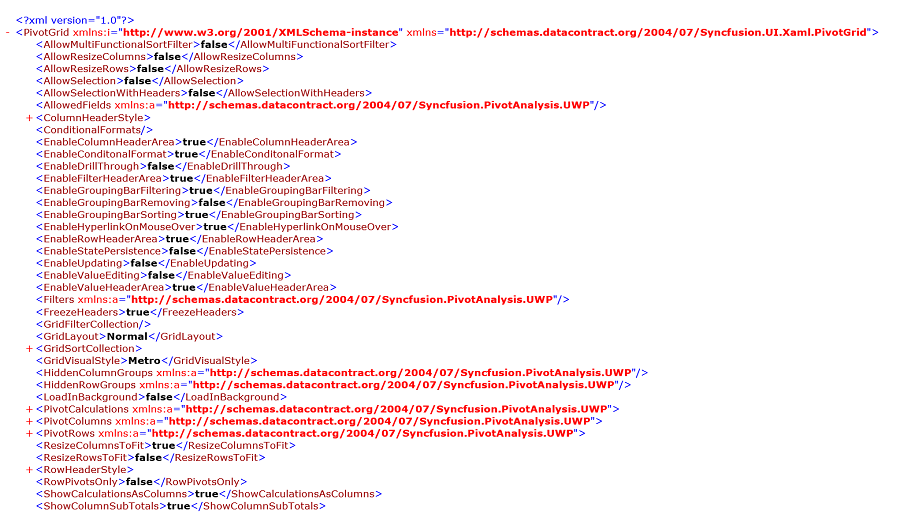 <?xml version="1.0"?>
- <PivotGrid xmlns:i="http://www.w3.org/2001/XMLSchema-instance" xmlns="http://schemas.datacontract.org/2004/07/Syncfusion.UI.Xaml.PivotGrid">
<AllowMultiFunctionalSortFilter>false</AllowMultiFunctionalSortFilter>
<AllowResizeColumns>false</AllowResizeColumns>
<AllowResizeRows>false</AllowResizeRows>
<AllowSelection>false</AllowSelection>
<AllowSelectionWithHeaders>false</AllowSelectionWithHeaders>
<AllowedFields xmlns:a="http://schemas.datacontract.org/2004/07/Syncfusion.PivotAnalysis.UWP"/>
+ <ColumnHeaderStyle>
<ConditionalFormats/>
<EnableColumnHeaderArea>true</EnableColumnHeaderArea>
<EnableConditonalFormat>true</EnableConditonalFormat>
<EnableDrillThrough>false</EnableDrillThrough>
<EnableFilterHeaderArea>true</EnableFilterHeaderArea>
<EnableGroupingBarFiltering>true</EnableGroupingBarFiltering>
<EnableGroupingBarRemoving>false</EnableGroupingBarRemoving>
<EnableGroupingBarSorting>true</EnableGroupingBarSorting>
<EnableHyperlinkOnMouseOver>true</EnableHyperlinkOnMouseOver>
<EnableRowHeaderArea>true</EnableRowHeaderArea>
<EnableStatePersistence>false</EnableStatePersistence>
<EnableUpdating>false</EnableUpdating>
<EnableValueEditing>false</EnableValueEditing>
<EnableValueHeaderArea>true</EnableValueHeaderArea>
<Filters xmlns:a="http://schemas.datacontract.org/2004/07/Syncfusion.PivotAnalysis.UWP"/>
<FreezeHeaders>true</FreezeHeaders>
<GridFilterCollection/>
<GridLayout>Normal</GridLayout>
+ <GridSortCollection>
<GridVisualStyle>Metro</GridVisualStyle>
<HiddenColumnGroups xmlns:a="http://schemas.datacontract.org/2004/07/Syncfusion.PivotAnalysis.UWP"/>
<HiddenRowGroups xmlns:a="http://schemas.datacontract.org/2004/07/Syncfusion.PivotAnalysis.UWP"/>
<LoadInBackground>false</LoadInBackground>
+ <PivotCalculations xmlns:a="http://schemas.datacontract.org/2004/07/Syncfusion.PivotAnalysis.UWP">
+ <PivotColumns xmlns:a="http://schemas.datacontract.org/2004/07/Syncfusion.PivotAnalysis.UWP">
+ <PivotRows xmlns:a="http://schemas.datacontract.org/2004/07/Syncfusion.PivotAnalysis.UWP">
<ResizeColumnsToFit>true</ResizeColumnsToFit>
<ResizeRowsToFit>false</ResizeRowsToFit>
+ <RowHeaderStyle>
<RowPivotsOnly>false</RowPivotsOnly>
<ShowCalculationsAsColumns>true</ShowCalculationsAsColumns>
<ShowColumnSubTotals>true</ShowColumnSubTotals>